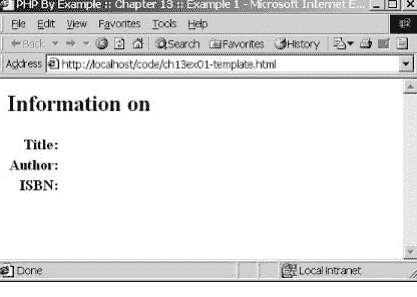 PHP By Example :: Chapter 13 :: Example 1 - Microsoft Internet E...
File Edit View Favorites Tools Help
Back Search Favorites History
Address http://localhost/code/ch13ex01-template.html
Information on
Title:
Author:
ISBN:
Done Local intranet